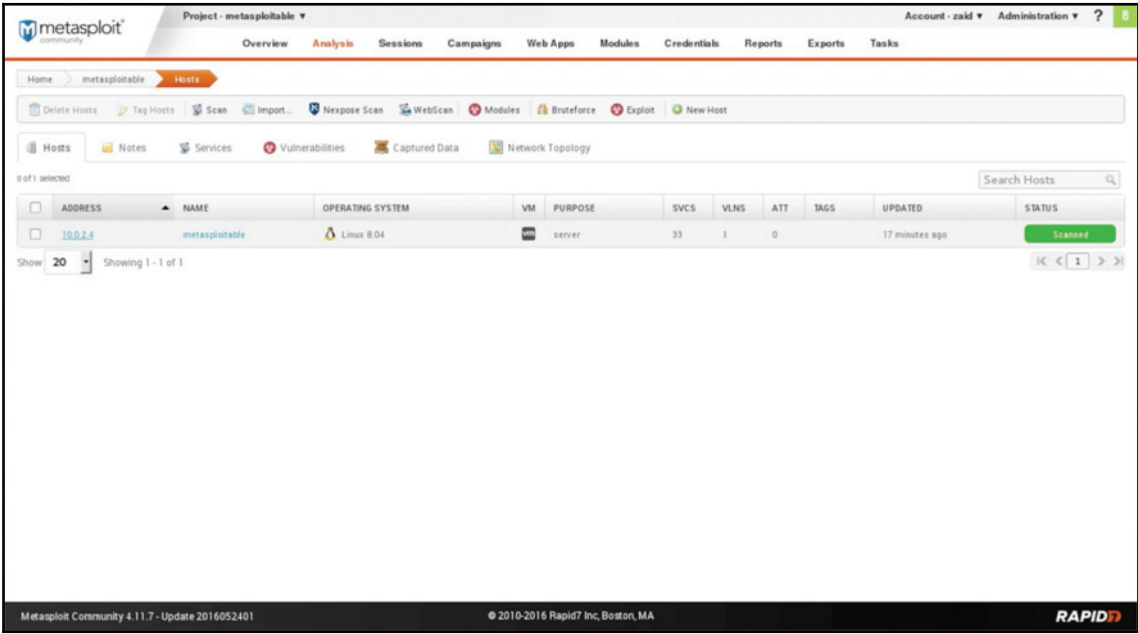 metasploit®
community
Project - metasploitable ▼
Account - zaid ▼ Administration ▼ ? 8
Overview Analysis Sessions Campaigns Web Apps Modules Credentials Reports Exports Tasks
Home metasploitable Hosts
Delete Hosts Tag Hosts Scan Import... Nexpose Scan WebScan Modules Bruteforce Exploit New Host
Hosts Notes Services Vulnerabilities Captured Data Network Topology
0 of 1 selected
Search Hosts
ADDRESS NAME OPERATING SYSTEM VM PURPOSE SVCS VLNS ATT TAGS UPDATED STATUS
10.0.2.4 metasploitable Linux 8.04 vm server 33 1 0 17 minutes ago Scanned
Show 20 Showing 1 - 1 of 1
1
Metasploit Community 4.11.7 - Update 2016052401
© 2010-2016 Rapid7 Inc, Boston, MA
RAPID7